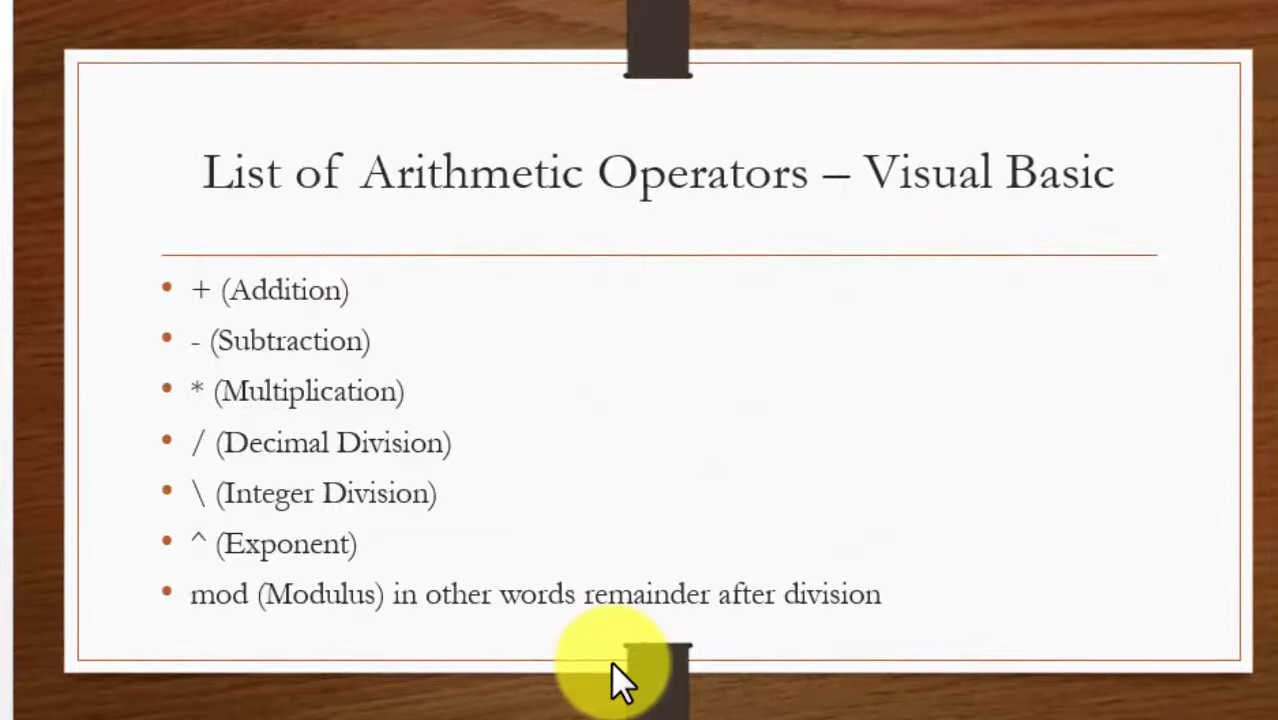 List of Arithmetic Operators – Visual Basic
• + (Addition)
• - (Subtraction)
• * (Multiplication)
• / (Decimal Division)
• \ (Integer Division)
• ^ (Exponent)
• mod (Modulus) in other words remainder after division